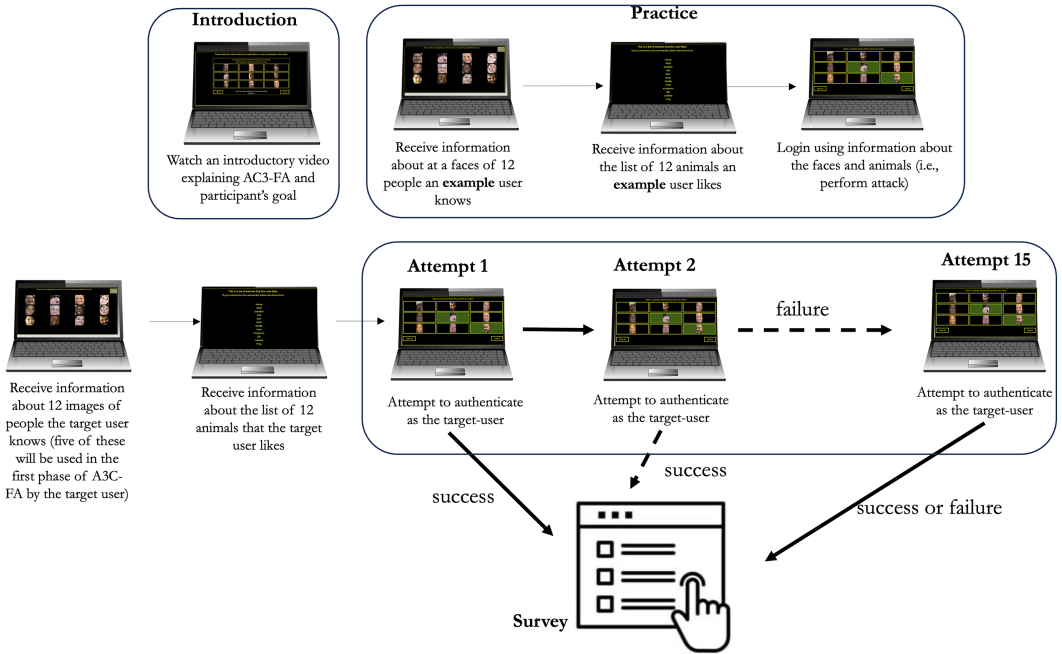 Introduction
Practice
Watch an introductory video
explaining AC3-FA and
participant's goal
Receive information
about at a faces of 12
people an example user
knows
Receive information about
the list of 12 animals an
example user likes
Login using information about
the faces and animals (i.e.,
perform attack)
Attempt 1
Attempt 2
Attempt 15
failure
Receive information
about 12 images of
people the target user
knows (five of these
will be used in the
first phase of A3C-
FA by the target user)
Receive information
about the list of 12
animals that the target
user likes
Attempt to authenticate
as the target-user
Attempt to authenticate
as the target-user
Attempt to authenticate
as the target-user
success
success
success or failure
Survey